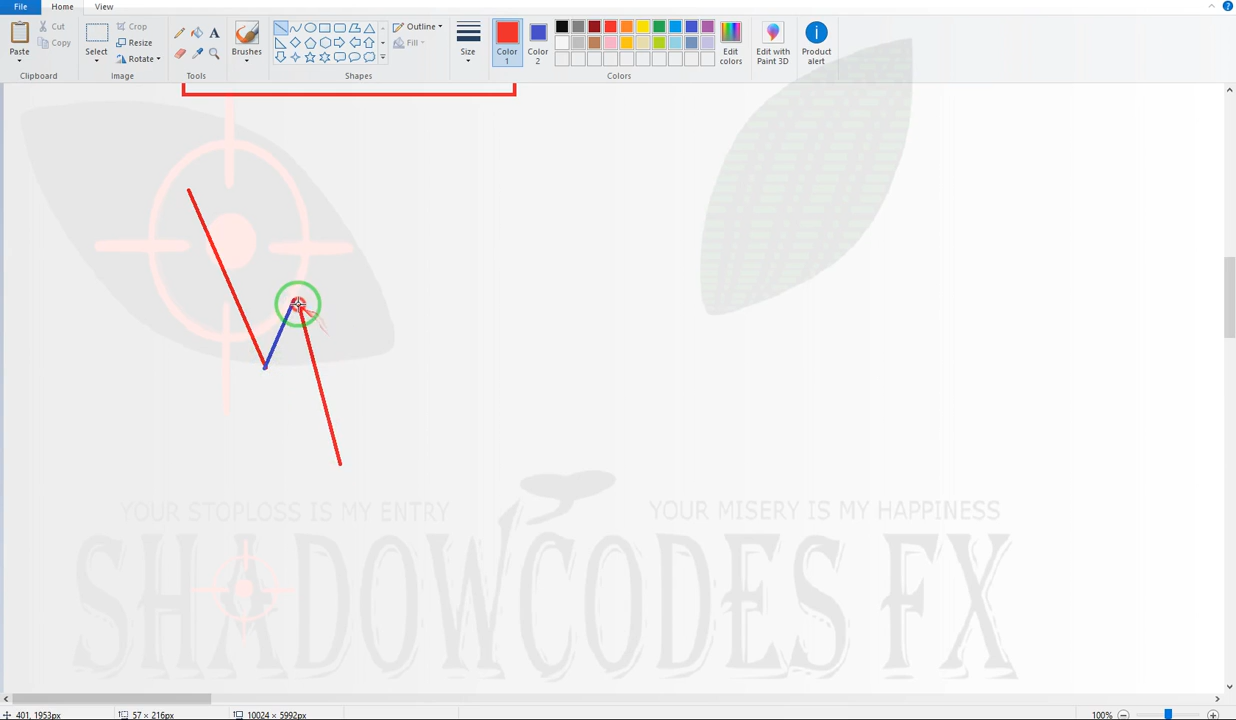 File Home View
Cut Crop Outline
Copy Resize Fill
Paste Select Rotate Brushes Size Color Color Edit Edit with Product
1 2 colors Paint 3D alert
Clipboard Image Tools Shapes Colors
YOUR STOPLOSS IS MY ENTRY YOUR MISERY IS MY HAPPINESS
SHADOWCODES FX
401, 1953px 57 × 216px 10024 × 5992px 100%